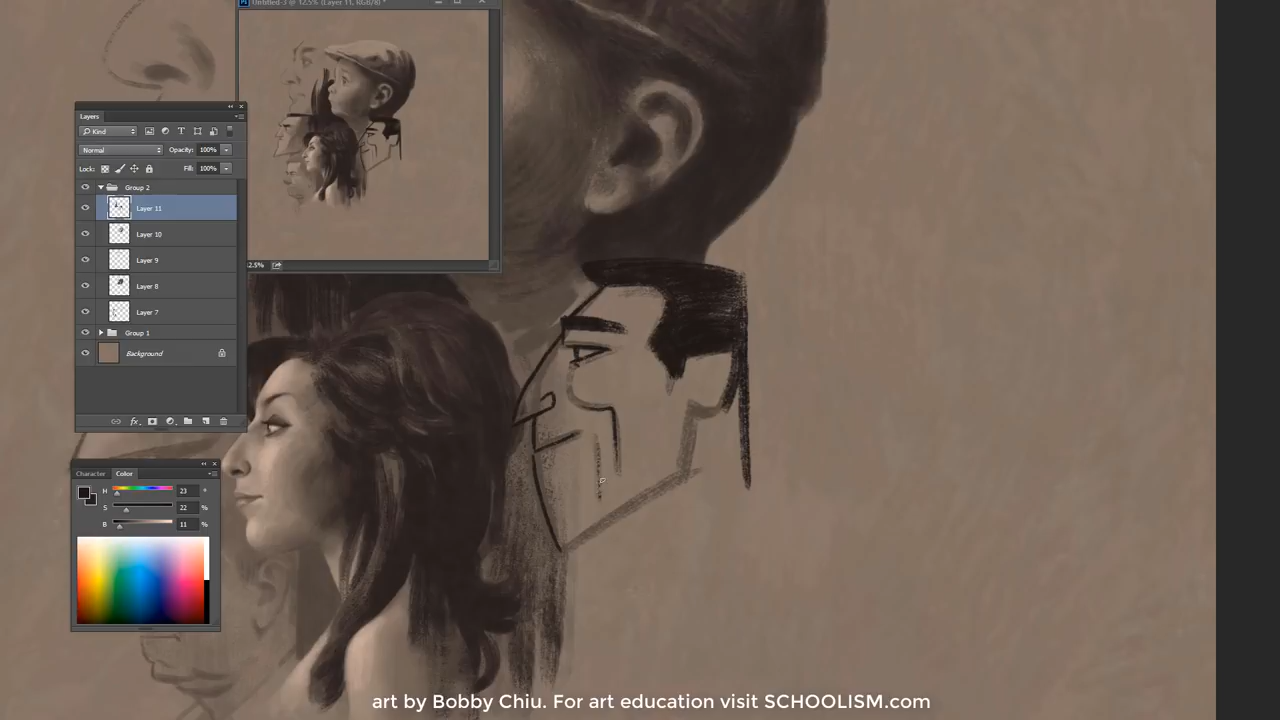 Untitled-3 @ 12.5% (Layer 11, RGB/8) *
Layers
Kind
Normal
Opacity: 100%
Lock:
Fill: 100%
Group 2
Layer 11
Layer 10
Layer 9
Layer 8
Layer 7
Group 1
Background
2.5%
fx
Character
Color
H 23 °
S 22 %
B 11 %
art by Bobby Chiu. For art education visit SCHOOLISM.com